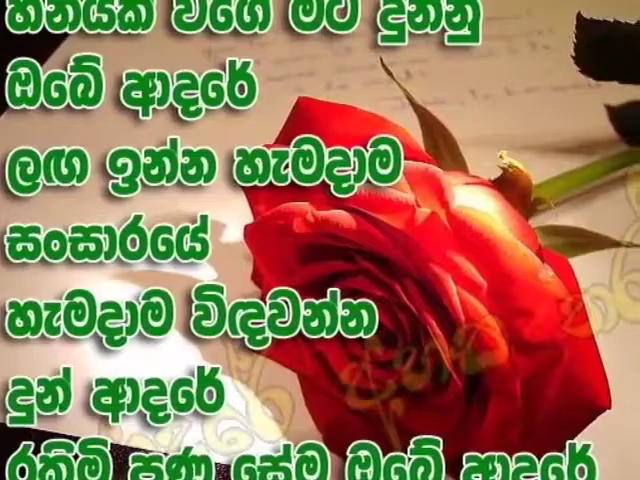 හීනයක් වගේ මට දුන්නු
ඔබේ ආදරේ
ලඟ ඉන්න හැමදාම
සංසාරයේ
හැමදාම විඳවන්න
දුන් ආදරේ
රකිමි පණ සේම ඔබේ ආදරේ